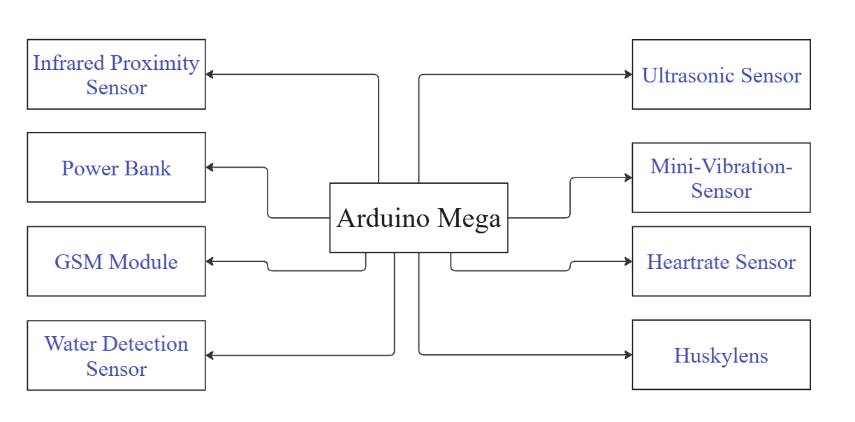 Infrared Proximity
Sensor
Power Bank
GSM Module
Water Detection
Sensor
Arduino Mega
Ultrasonic Sensor
Mini-Vibration-
Sensor
Heartrate Sensor
Huskylens